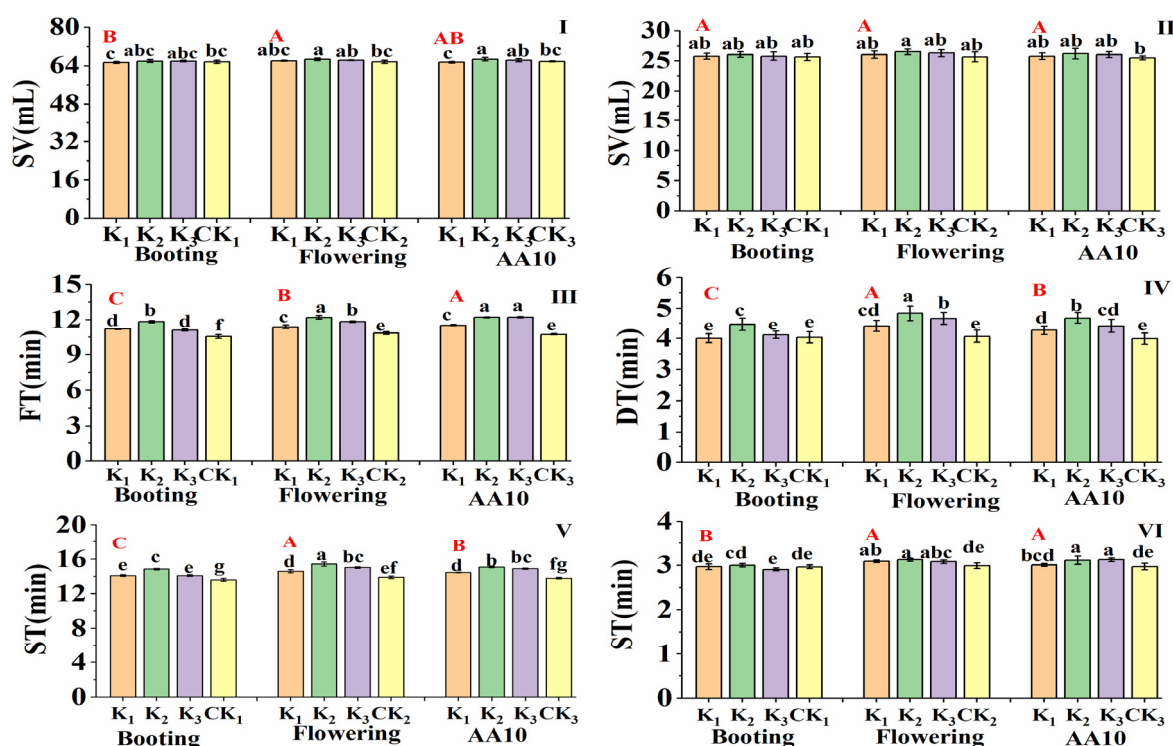 SV(mL)
80
64
48
32
16
0
I
B
c abc abc bc
A
abc a abc bc
AB
c a ab abc
K1 K2 K3 CK1 K1 K2 K3 CK2 K1 K2 K3 CK3
Booting Flowering AA10
SV(mL)
30
25
20
15
10
5
0
II
A
ab ab ab ab
A
ab a ab ab
A
ab ab ab b
K1 K2 K3 CK1 K1 K2 K3 CK2 K1 K2 K3 CK3
Booting Flowering AA10
FT(min)
15
12
9
6
3
0
III
C
d b d f
B
c a b e
A
c a a e
K1 K2 K3 CK1 K1 K2 K3 CK2 K1 K2 K3 CK3
Booting Flowering AA10
DT(min)
6
5
4
3
2
1
0
IV
C
e c e e
A
cd a b e
B
d b cd e
K1 K2 K3 CK1 K1 K2 K3 CK2 K1 K2 K3 CK3
Booting Flowering AA10
ST(min)
20
16
12
8
4
0
V
C
e c e g
A
d a bc ef
B
d b bc fg
K1 K2 K3 CK1 K1 K2 K3 CK2 K1 K2 K3 CK3
Booting Flowering AA10
ST(min)
4
3
2
1
0
VI
B
de cd e de
A
ab a abc de
A
bcd a a de
K1 K2 K3 CK1 K1 K2 K3 CK2 K1 K2 K3 CK3
Booting Flowering AA10